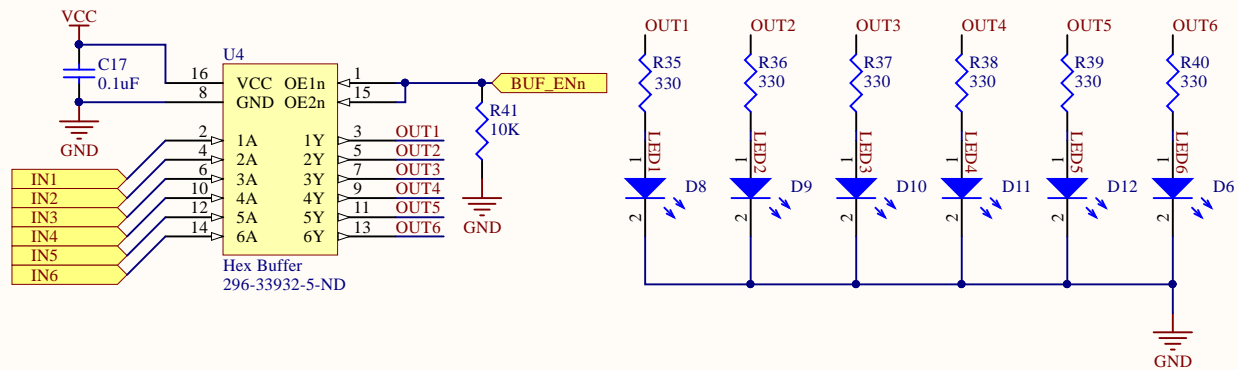 VCC
C17
0.1uF
GND
U4
16 VCC OE1n 1
8 GND OE2n 15
BUF_ENn
R41
10K
GND
2 1A 1Y 3 OUT1
4 2A 2Y 5 OUT2
6 3A 3Y 7 OUT3
10 4A 4Y 9 OUT4
12 5A 5Y 11 OUT5
14 6A 6Y 13 OUT6
IN1
IN2
IN3
IN4
IN5
IN6
Hex Buffer
296-33932-5-ND
OUT1 OUT2 OUT3 OUT4 OUT5 OUT6
R35 R36 R37 R38 R39 R40
330 330 330 330 330 330
LED1 LED2 LED3 LED4 LED5 LED6
1 1 1 1 1 1
D8 D9 D10 D11 D12 D6
2 2 2 2 2 2
GND